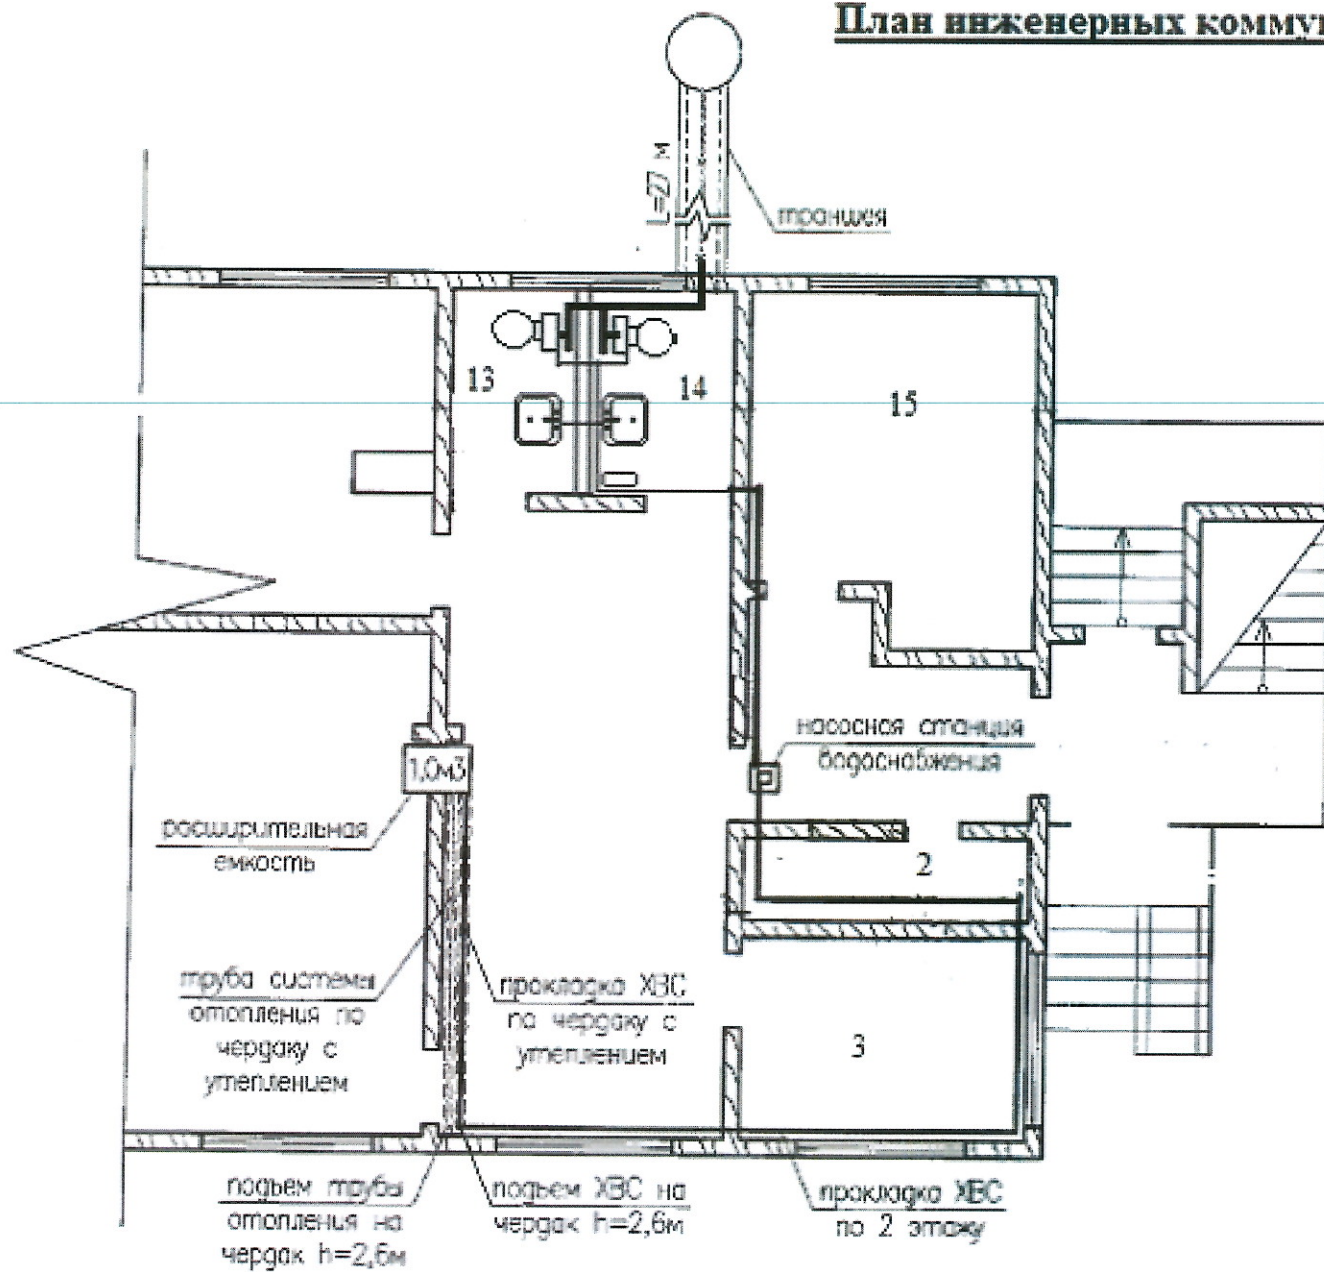 План инженерных комму
L=27 м
траншея
13
14
15
насосная станция
водоснабжения
1,0м3
расширительная
емкость
2
труба системы
отопления по
чердаку с
утеплением
прокладка ХВС
по чердаку с
утеплением
3
подъем трубы
отопления на
чердак h=2,6м
подъем ХВС на
чердак h=2,6м
прокладка ХВС
по 2 этажу